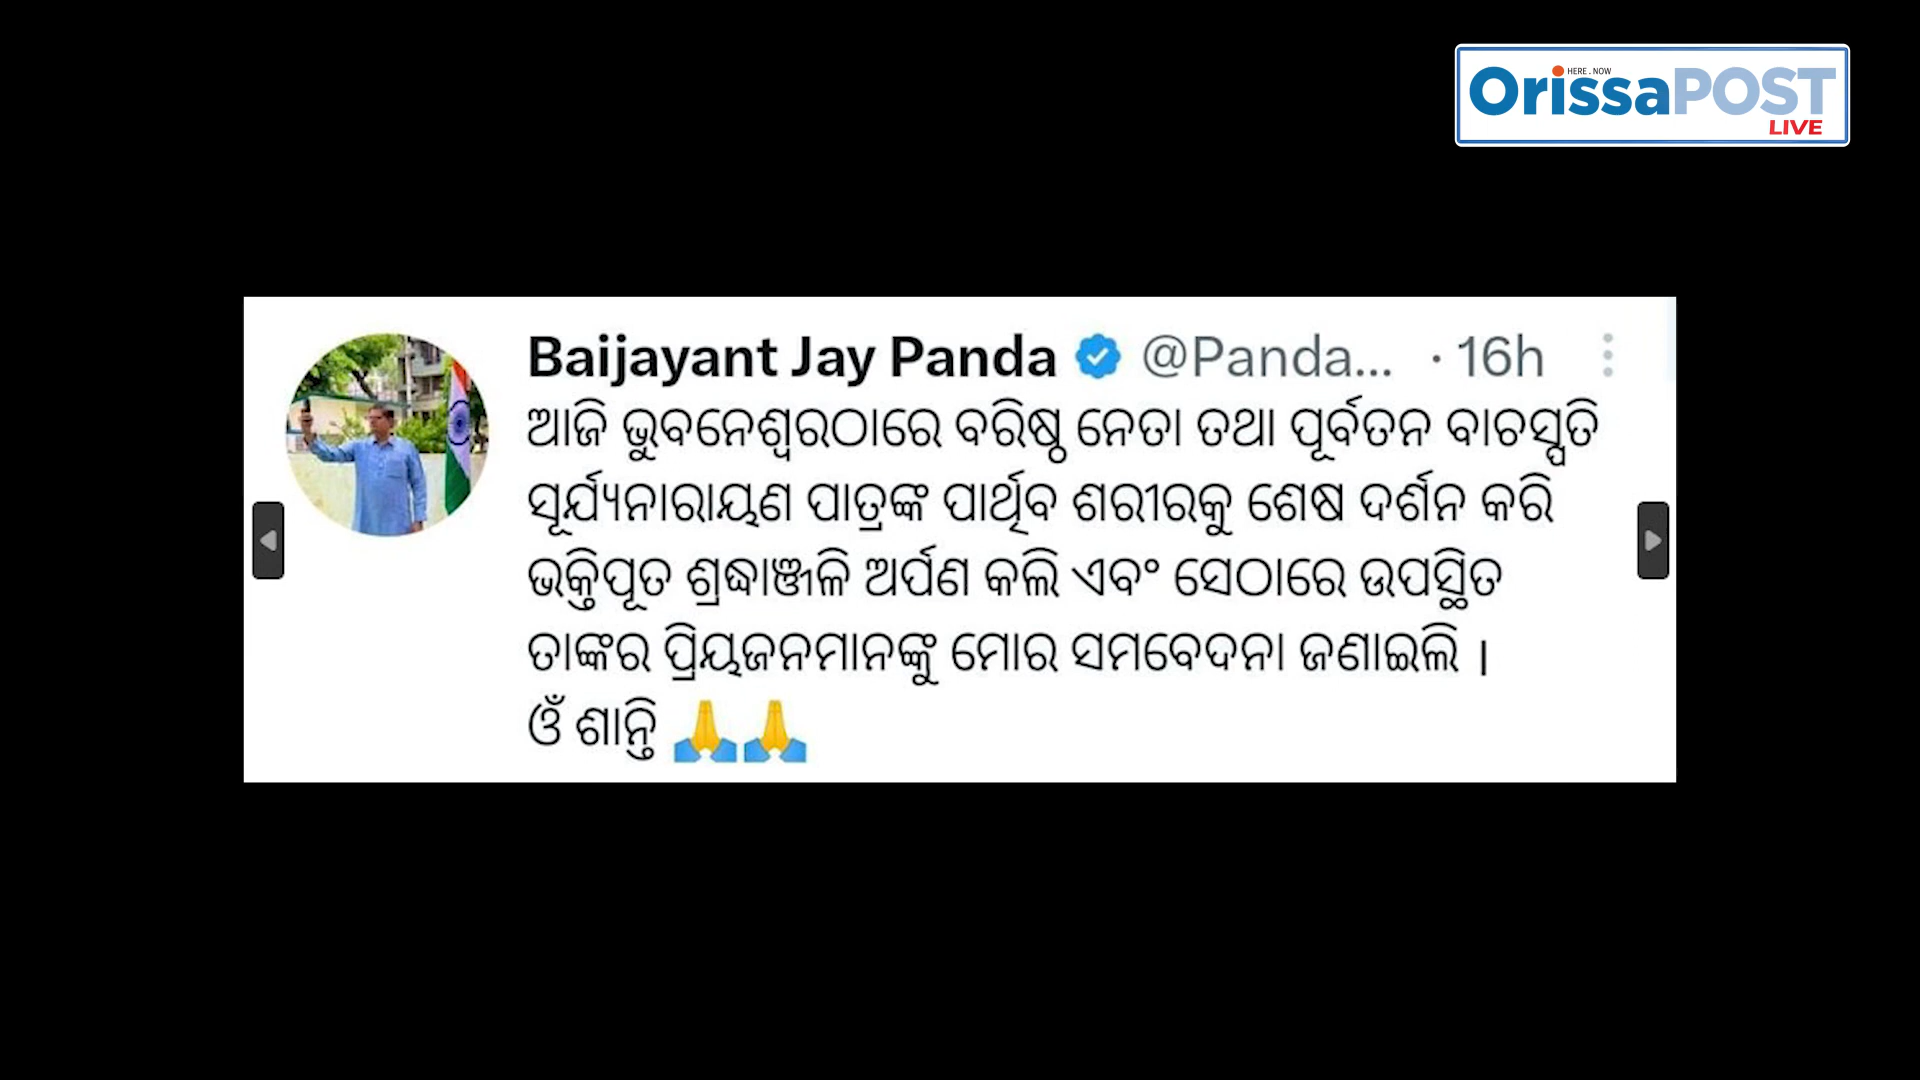 HERE . NOW
OrissaPOST
LIVE
Baijayant Jay Panda @Panda... · 16h
ଆଜି ଭୁବନେଶ୍ୱରଠାରେ ବରିଷ୍ଠ ନେତା ତଥା ପୂର୍ବତନ ବାଚସ୍ପତି
ସୂର୍ଯ୍ୟନାରାୟଣ ପାତ୍ରଙ୍କ ପାର୍ଥିବ ଶରୀରକୁ ଶେଷ ଦର୍ଶନ କରି
ଭକ୍ତିପୂତ ଶ୍ରଦ୍ଧାଞ୍ଜଳି ଅର୍ପଣ କଲି ଏବଂ ସେଠାରେ ଉପସ୍ଥିତ
ତାଙ୍କର ପ୍ରିୟଜନମାନଙ୍କୁ ମୋର ସମବେଦନା ଜଣାଇଲି ।
ଓଁ ଶାନ୍ତି 🙏🙏